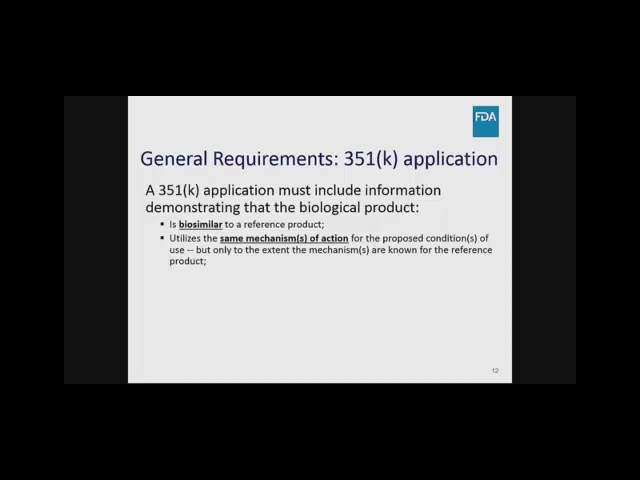 FDA
General Requirements: 351(k) application
A 351(k) application must include information
demonstrating that the biological product:
▪ Is biosimilar to a reference product;
▪ Utilizes the same mechanism(s) of action for the proposed condition(s) of
use -- but only to the extent the mechanism(s) are known for the reference
product;
12